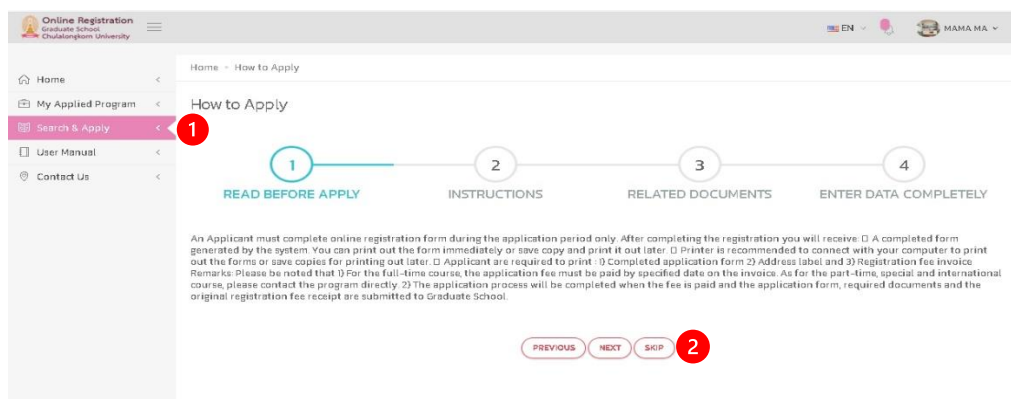 Online Registration
Graduate School
Chulalongkorn University
EN
MAMA MA
Home
My Applied Program
Search & Apply
User Manual
Contact Us
1
Home - How to Apply
How to Apply
1 2 3 4
READ BEFORE APPLY INSTRUCTIONS RELATED DOCUMENTS ENTER DATA COMPLETELY
An Applicant must complete online registration form during the application period only. After completing the registration you will receive: □ A completed form
generated by the system. You can print out the form immediately or save copy and print it out later. □ Printer is recommended to connect with your computer to print
out the forms or save copies for printing out later. □ Applicant are required to print : 1) Completed application form 2) Address label and 3) Registration fee invoice
Remarks: Please be noted that 1) For the full-time course, the application fee must be paid by specified date on the invoice. As for the part-time, special and international
course, please contact the program directly. 2) The application process will be completed when the fee is paid and the application form, required documents and the
original registration fee receipt are submitted to Graduate School.
PREVIOUS NEXT SKIP 2